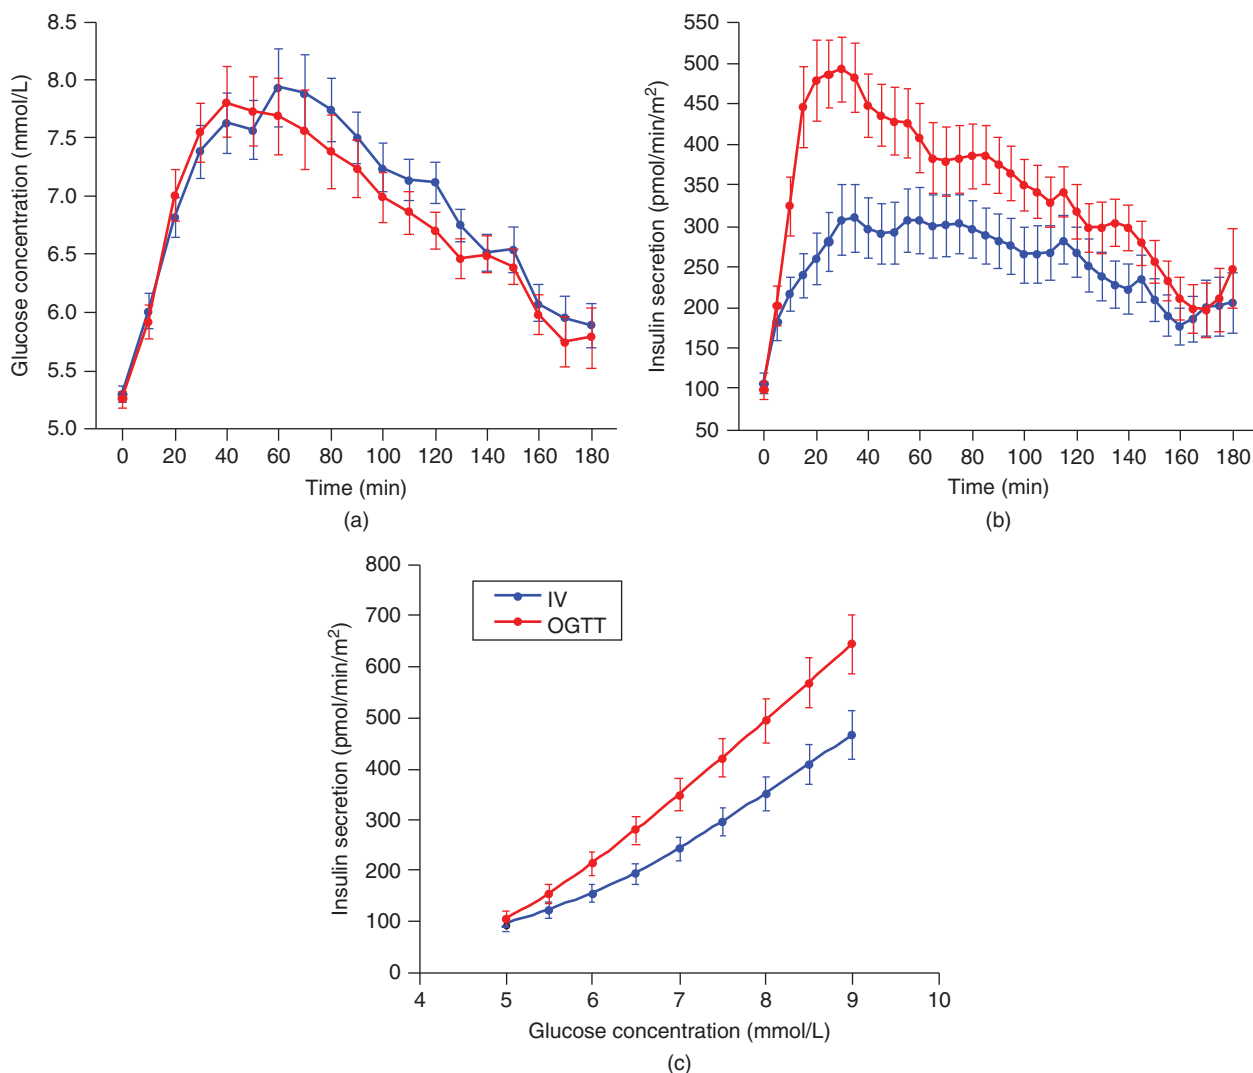 Glucose concentration (mmol/L)
8.5
8.0
7.5
7.0
6.5
6.0
5.5
5.0
0 20 40 60 80 100 120 140 160 180
Time (min)
(a)
Insulin secretion (pmol/min/m²)
550
500
450
400
350
300
250
200
150
100
50
0 20 40 60 80 100 120 140 160 180
Time (min)
(b)
Insulin secretion (pmol/min/m²)
800
700
600
500
400
300
200
100
0
IV
OGTT
4 5 6 7 8 9 10
Glucose concentration (mmol/L)
(c)